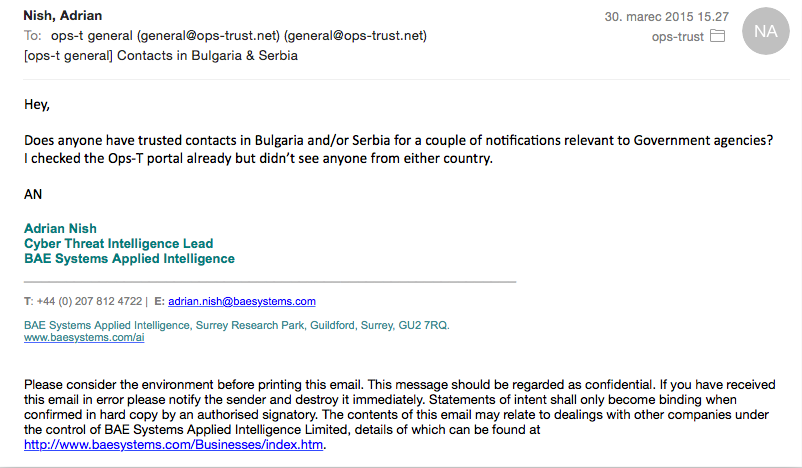 Nish, Adrian
30. marec 2015 15.27
To: ops-t general (general@ops-trust.net) (general@ops-trust.net)
ops-trust
NA
[ops-t general] Contacts in Bulgaria & Serbia
Hey,
Does anyone have trusted contacts in Bulgaria and/or Serbia for a couple of notifications relevant to Government agencies?
I checked the Ops-T portal already but didn't see anyone from either country.
AN
Adrian Nish
Cyber Threat Intelligence Lead
BAE Systems Applied Intelligence
T: +44 (0) 207 812 4722 | E: adrian.nish@baesystems.com
BAE Systems Applied Intelligence, Surrey Research Park, Guildford, Surrey, GU2 7RQ.
www.baesystems.com/ai
Please consider the environment before printing this email. This message should be regarded as confidential. If you have received
this email in error please notify the sender and destroy it immediately. Statements of intent shall only become binding when
confirmed in hard copy by an authorised signatory. The contents of this email may relate to dealings with other companies under
the control of BAE Systems Applied Intelligence Limited, details of which can be found at
http://www.baesystems.com/Businesses/index.htm.